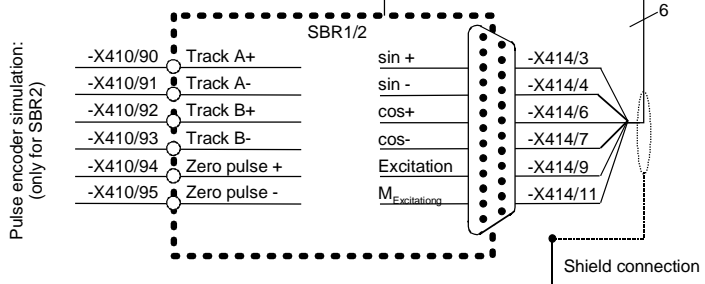 6
SBR1/2
Pulse encoder simulation:
(only for SBR2)
-X410/90 Track A+ sin + -X414/3
-X410/91 Track A- sin - -X414/4
-X410/92 Track B+ cos+ -X414/6
-X410/93 Track B- cos- -X414/7
-X410/94 Zero pulse + Excitation -X414/9
-X410/95 Zero pulse - MExcitationg -X414/11
Shield connection